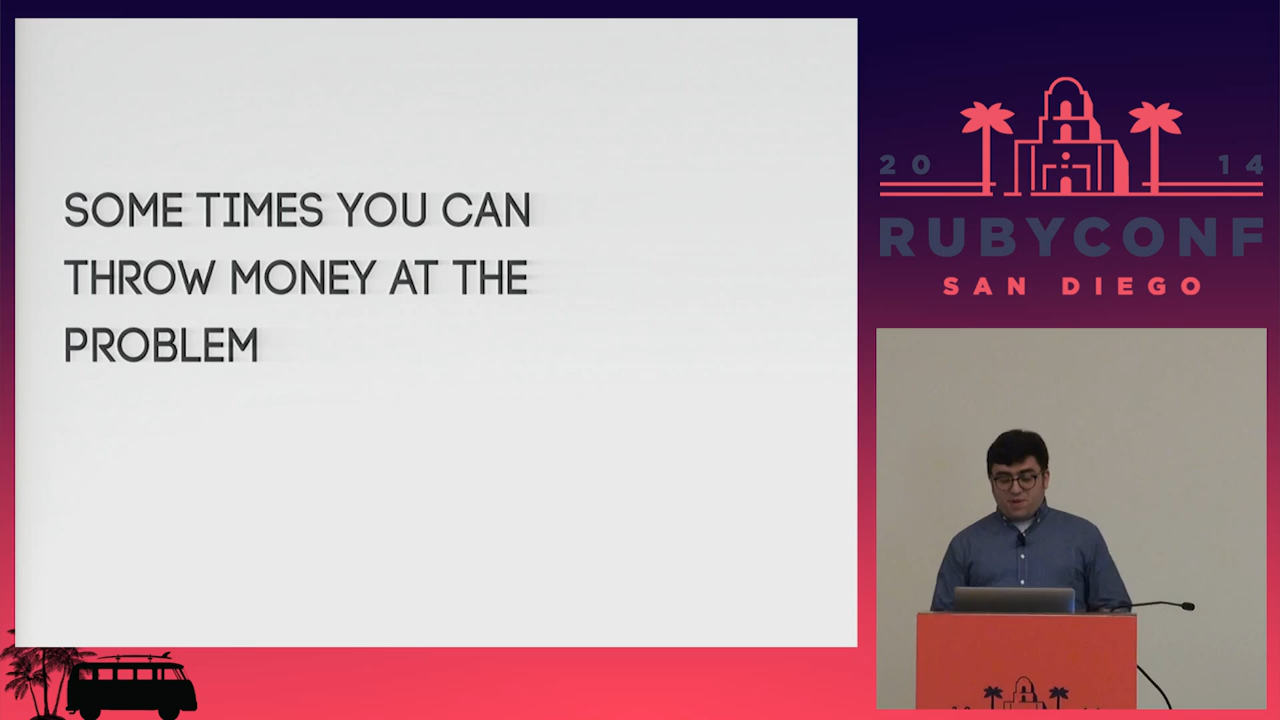 SOME TIMES YOU CAN
THROW MONEY AT THE
PROBLEM
20 14
RUBYCONF
SAN DIEGO